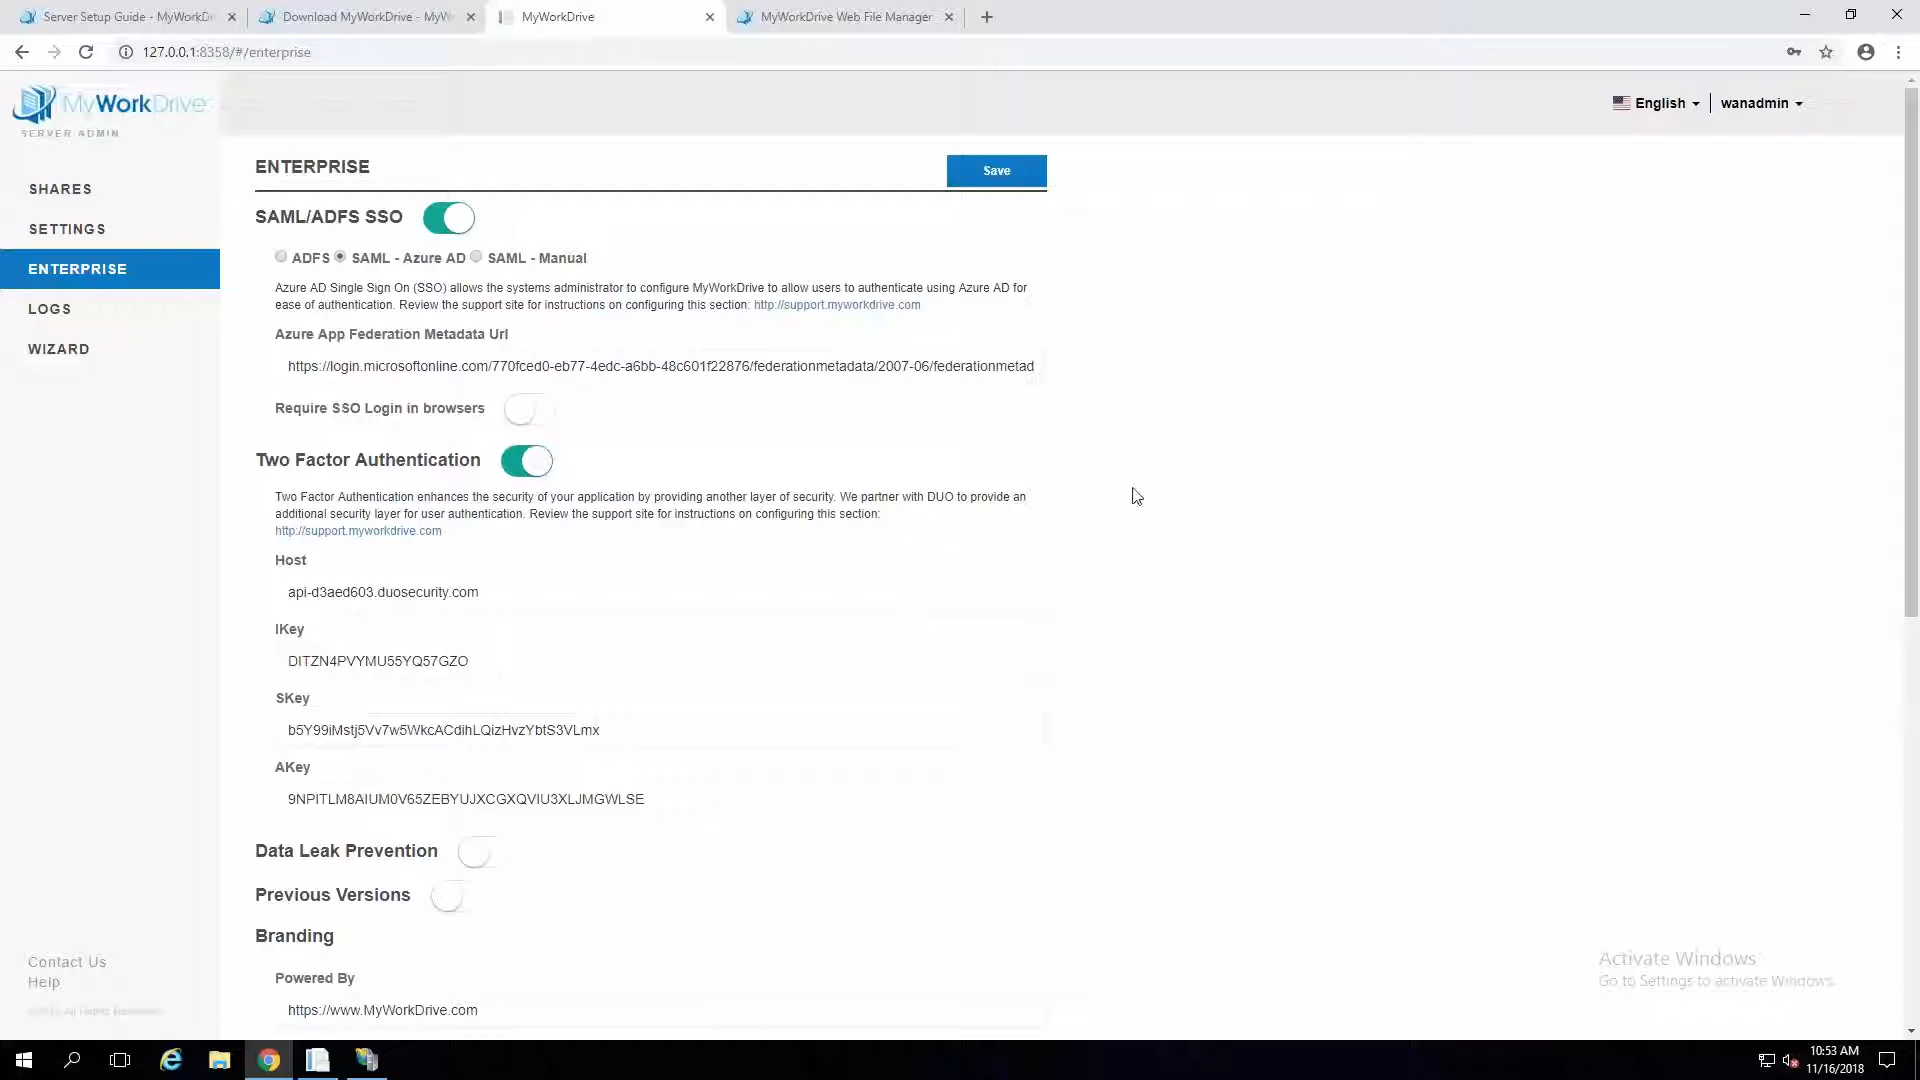 Server Setup Guide - MyWorkDr
Download MyWorkDrive - MyW
MyWorkDrive
MyWorkDrive Web File Manager
127.0.0.1:8358/#/enterprise
MyWorkDrive
SERVER ADMIN
English
wanadmin
SHARES
SETTINGS
ENTERPRISE
LOGS
WIZARD
Contact Us
Help
All Rights Reserved
ENTERPRISE
Save
SAML/ADFS SSO
ADFS SAML - Azure AD SAML - Manual
Azure AD Single Sign On (SSO) allows the systems administrator to configure MyWorkDrive to allow users to authenticate using Azure AD for
ease of authentication. Review the support site for instructions on configuring this section: http://support.myworkdrive.com
Azure App Federation Metadata Url
https://login.microsoftonline.com/770fced0-eb77-4edc-a6bb-48c601f22876/federationmetadata/2007-06/federationmetad
Require SSO Login in browsers
Two Factor Authentication
Two Factor Authentication enhances the security of your application by providing another layer of security. We partner with DUO to provide an
additional security layer for user authentication. Review the support site for instructions on configuring this section:
http://support.myworkdrive.com
Host
api-d3aed603.duosecurity.com
IKey
DITZN4PVYMU55YQ57GZO
SKey
b5Y99iMstj5Vv7w5WkcACdihLQizHvzYbtS3VLmx
AKey
9NPITLM8AIUM0V65ZEBYUJXCGXQVIU3XLJMGWLSE
Data Leak Prevention
Previous Versions
Branding
Powered By
https://www.MyWorkDrive.com
Activate Windows
Go to Settings to activate Windows.
10:53 AM
11/16/2018